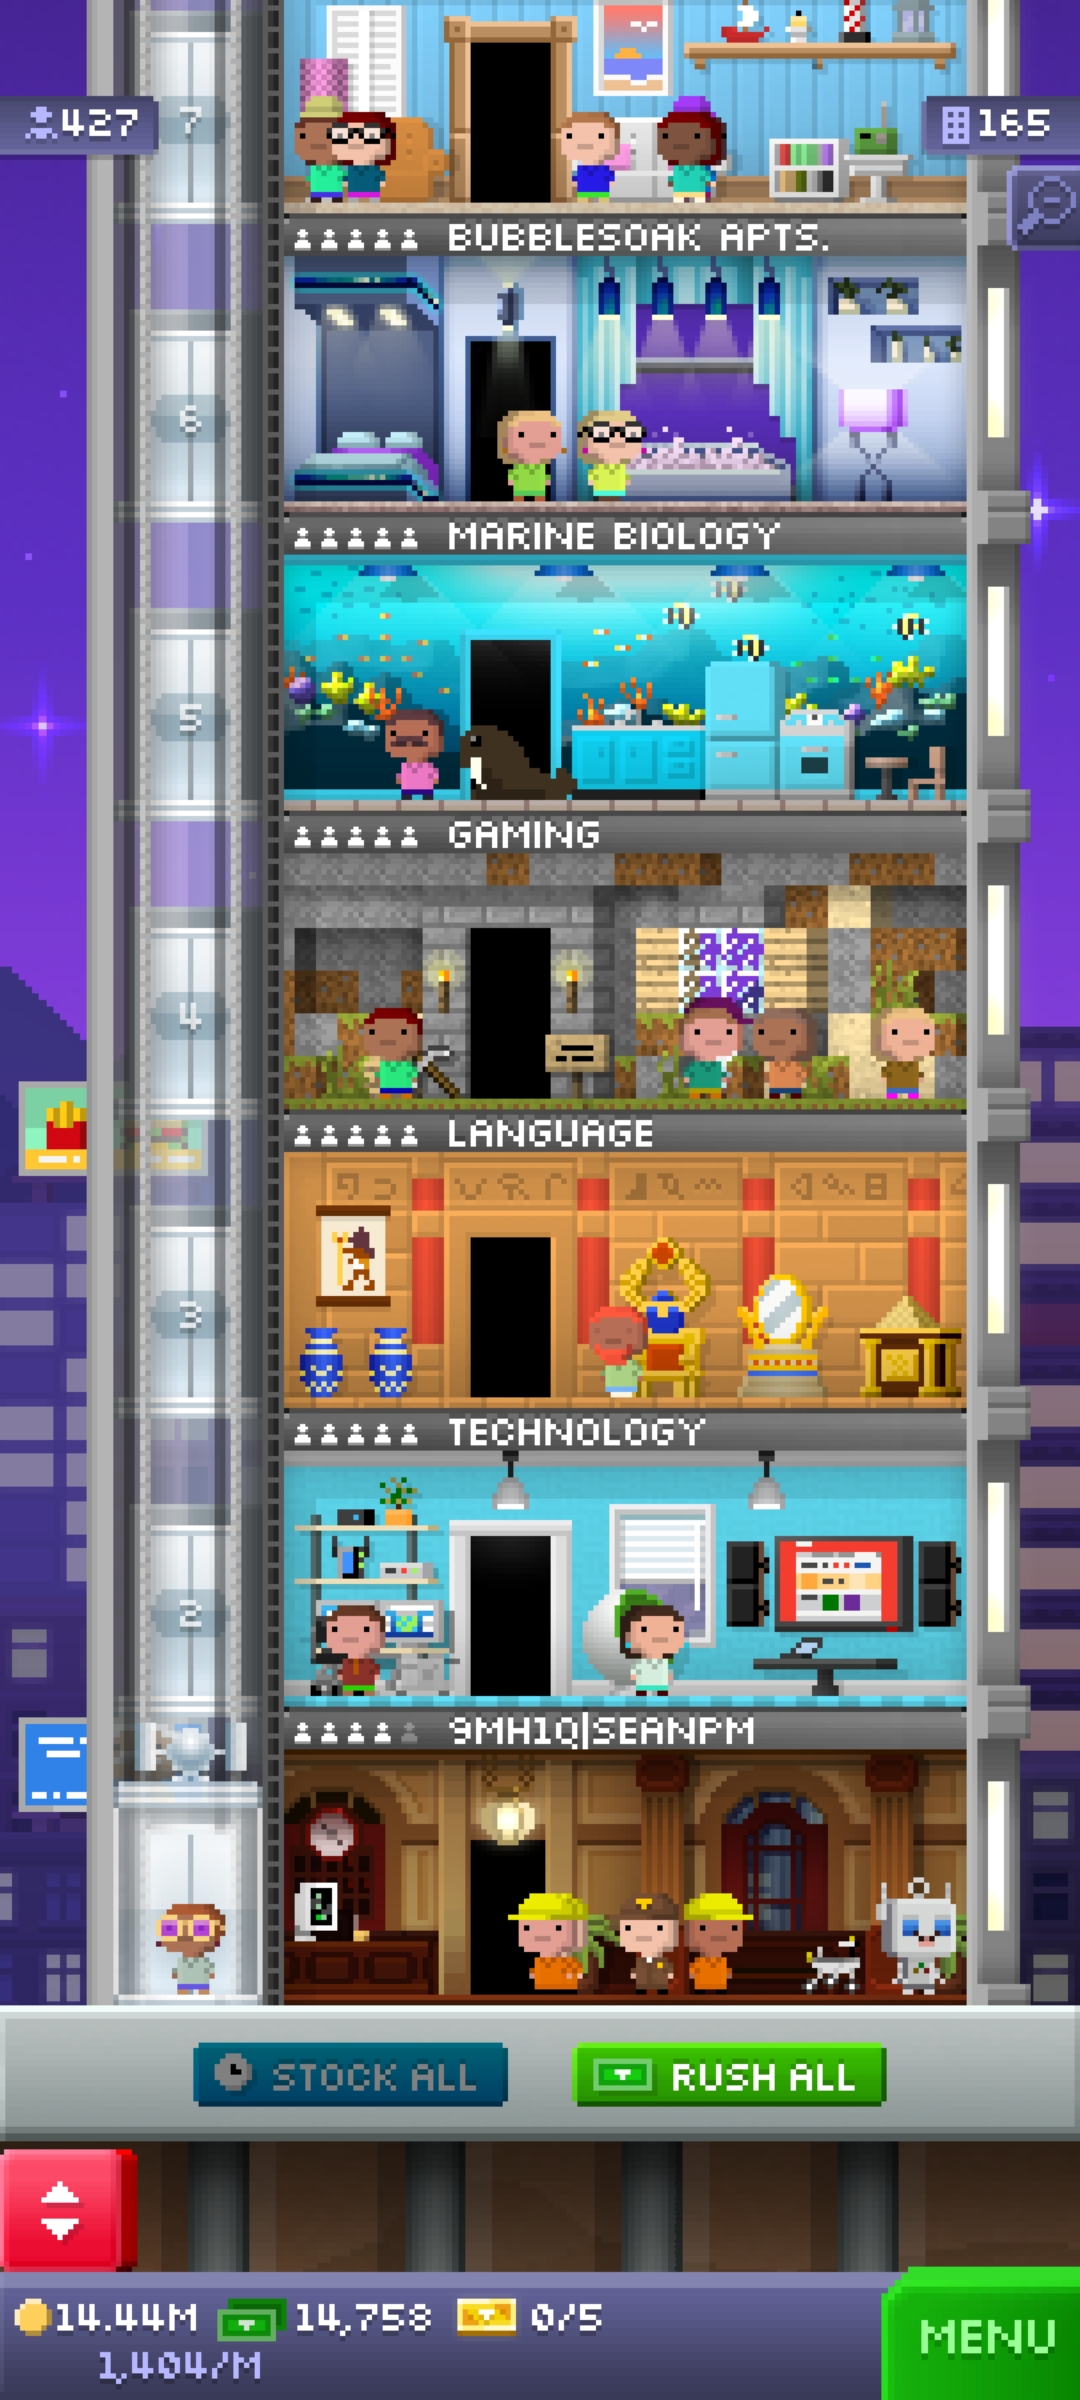 427
7
165
BUBBLESOAK APTS.
6
MARINE BIOLOGY
5
GAMING
4
LANGUAGE
3
TECHNOLOGY
2
9MH1Q|SEANPM
STOCK ALL
RUSH ALL
14.44M
14,758
0/5
MENU
1,404/M